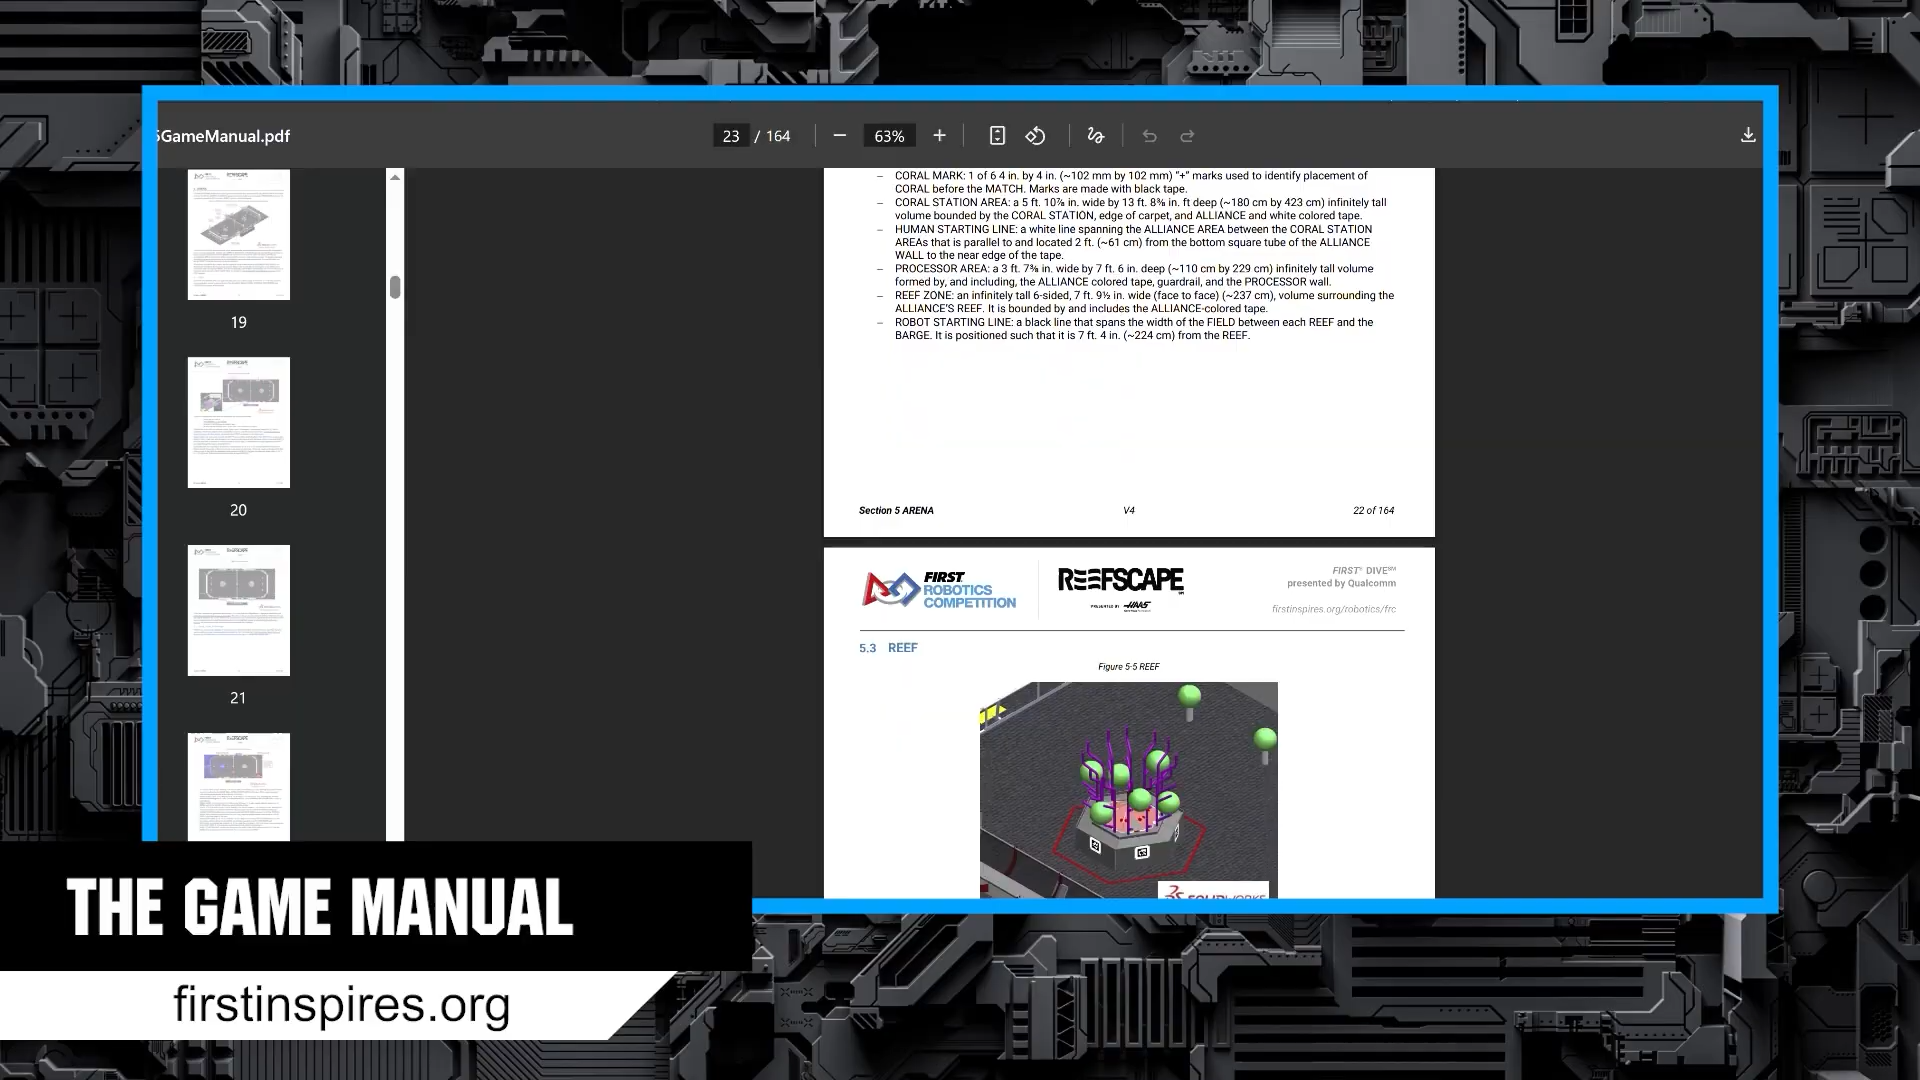 5GameManual.pdf
23 / 164
63%
19
20
21
– CORAL MARK: 1 of 6 4 in. by 4 in. (~102 mm by 102 mm) "+" marks used to identify placement of
CORAL before the MATCH. Marks are made with black tape.
– CORAL STATION AREA: a 5 ft. 10⅞ in. wide by 13 ft. 8⅜ in. ft deep (~180 cm by 423 cm) infinitely tall
volume bounded by the CORAL STATION, edge of carpet, and ALLIANCE and white colored tape.
– HUMAN STARTING LINE: a white line spanning the ALLIANCE AREA between the CORAL STATION
AREAs that is parallel to and located 2 ft. (~61 cm) from the bottom square tube of the ALLIANCE
WALL to the near edge of the tape.
– PROCESSOR AREA: a 3 ft. 7⅜ in. wide by 7 ft. 6 in. deep (~110 cm by 229 cm) infinitely tall volume
formed by, and including, the ALLIANCE colored tape, guardrail, and the PROCESSOR wall.
– REEF ZONE: an infinitely tall 6-sided, 7 ft. 9½ in. wide (face to face) (~237 cm), volume surrounding the
ALLIANCE'S REEF. It is bounded by and includes the ALLIANCE-colored tape.
– ROBOT STARTING LINE: a black line that spans the width of the FIELD between each REEF and the
BARGE. It is positioned such that it is 7 ft. 4 in. (~224 cm) from the REEF.
Section 5 ARENA V4 22 of 164
FIRST
ROBOTICS
COMPETITION
REEFSCAPE
PRESENTED BY HAAS
FIRST® DIVE℠
presented by Qualcomm
firstinspires.org/robotics/frc
5.3 REEF
Figure 5-5 REEF
SOLIDWORKS
THE GAME MANUAL
firstinspires.org